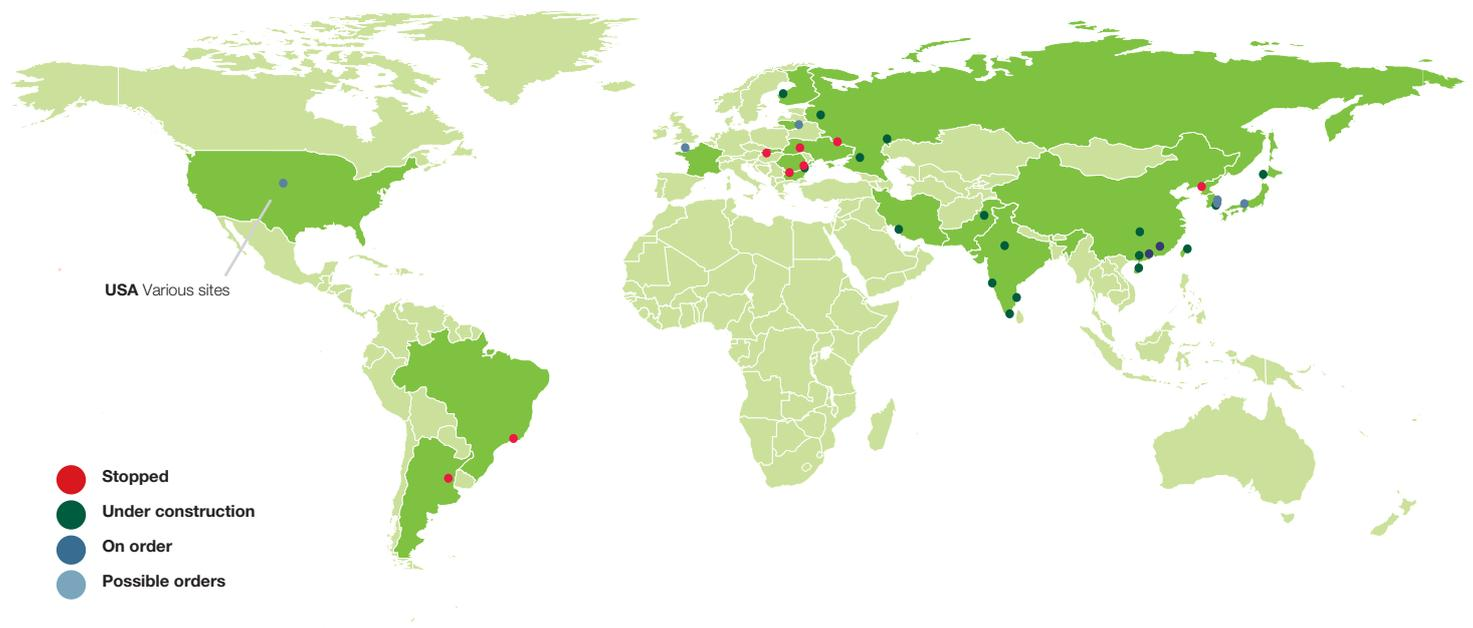 USA Various sites
Stopped
Under construction
On order
Possible orders